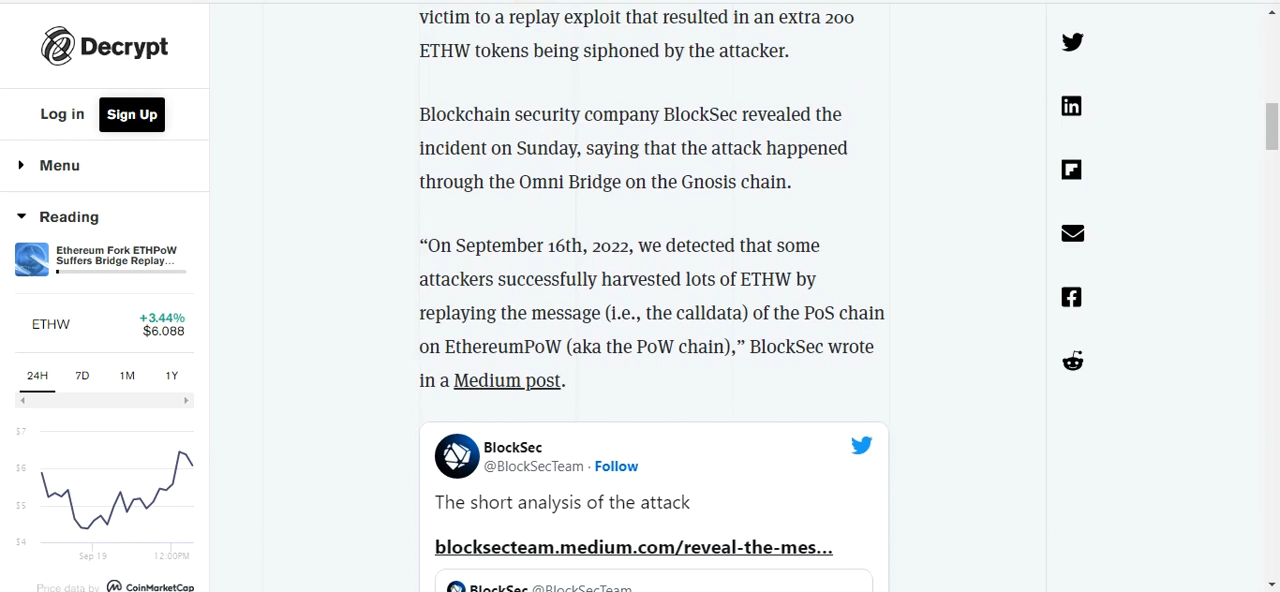 Decrypt
Log in
Sign Up
Menu
Reading
Ethereum Fork ETHPoW
Suffers Bridge Replay...
ETHW
+3.44%
$6.088
24H
7D
1M
1Y
$7
$6
$5
$4
Sep 19
12:00PM
Price data by
CoinMarketCap
victim to a replay exploit that resulted in an extra 200
ETHW tokens being siphoned by the attacker.
Blockchain security company BlockSec revealed the
incident on Sunday, saying that the attack happened
through the Omni Bridge on the Gnosis chain.
“On September 16th, 2022, we detected that some
attackers successfully harvested lots of ETHW by
replaying the message (i.e., the calldata) of the PoS chain
on EthereumPoW (aka the PoW chain),” BlockSec wrote
in a Medium post.
BlockSec
@BlockSecTeam · Follow
The short analysis of the attack
blocksecteam.medium.com/reveal-the-mes...
BlockSec @BlockSecTeam